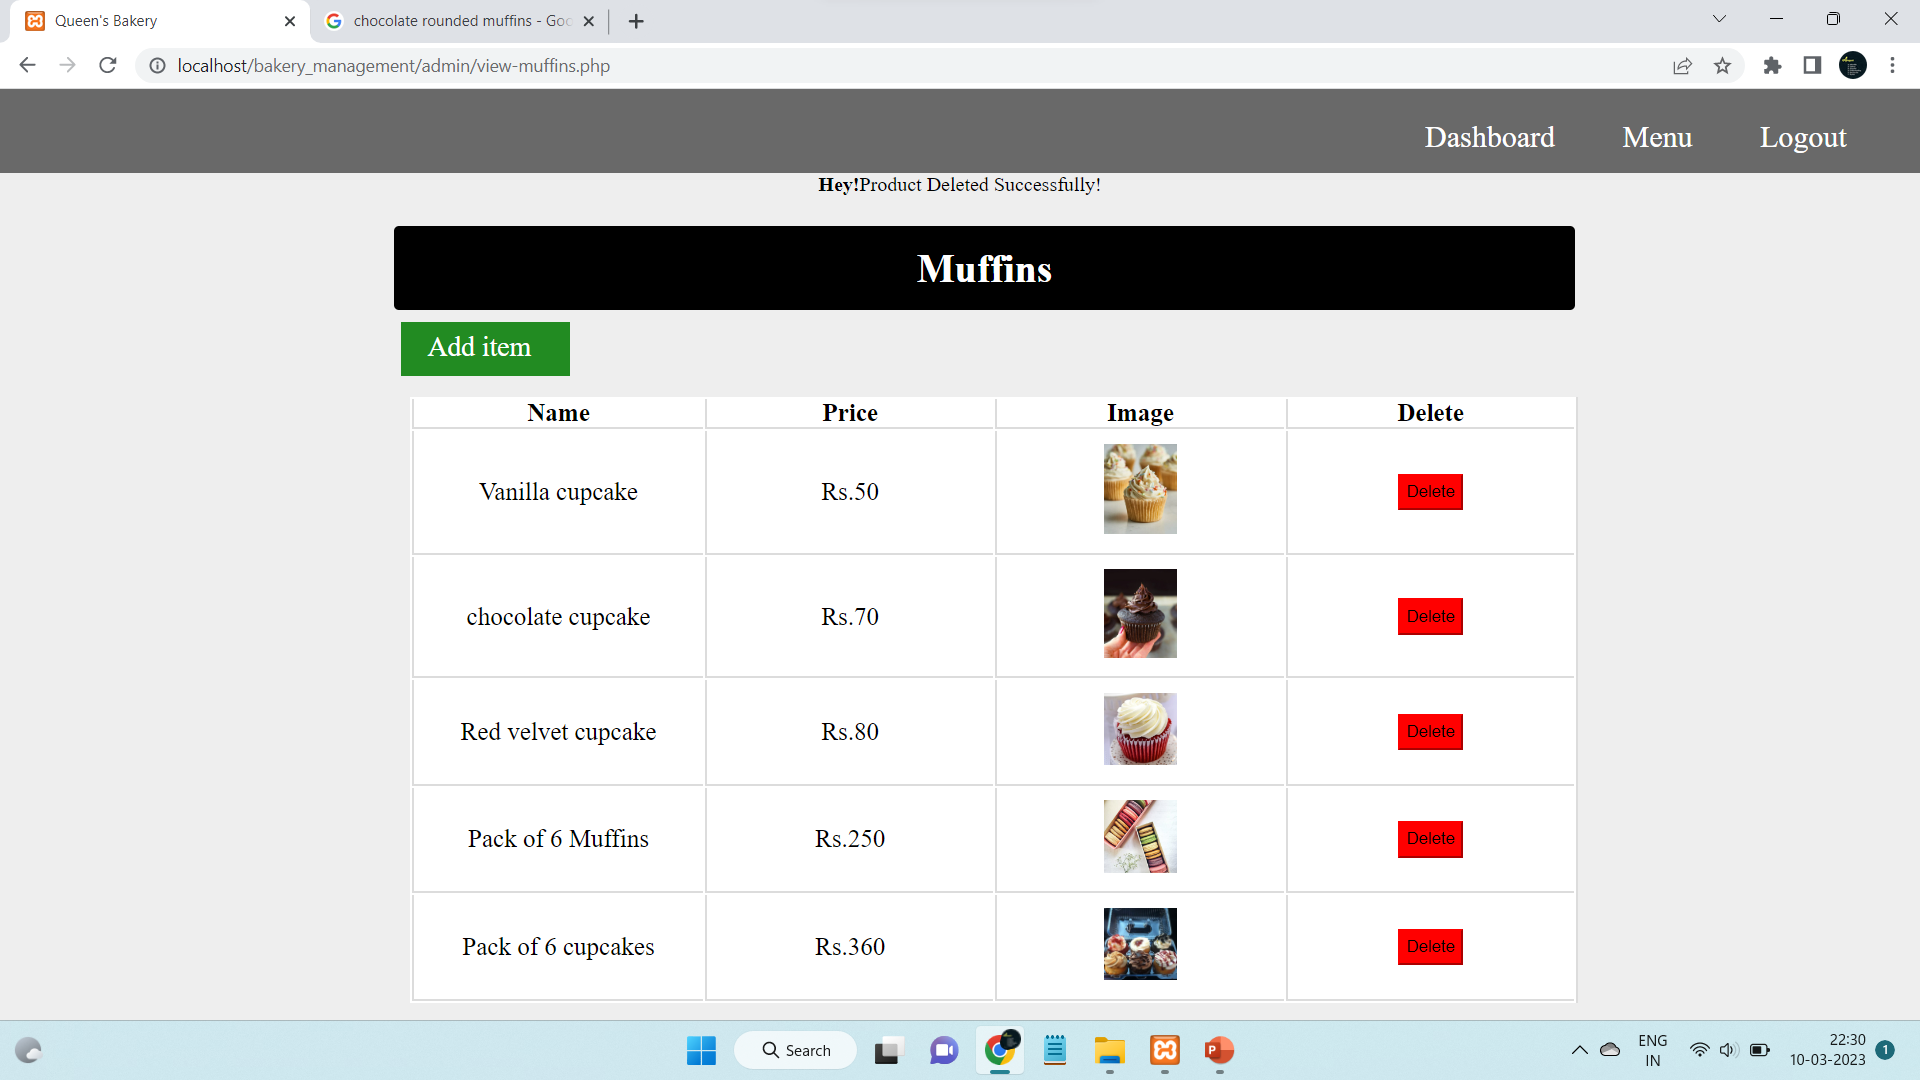 Queen's Bakery
chocolate rounded muffins - Goo
localhost/bakery_management/admin/view-muffins.php
Dashboard Menu Logout
Hey!Product Deleted Successfully!
Muffins
Add item
Name Price Image Delete
Vanilla cupcake Rs.50 Delete
chocolate cupcake Rs.70 Delete
Red velvet cupcake Rs.80 Delete
Pack of 6 Muffins Rs.250 Delete
Pack of 6 cupcakes Rs.360 Delete
Search
ENG
IN
22:30
10-03-2023
1